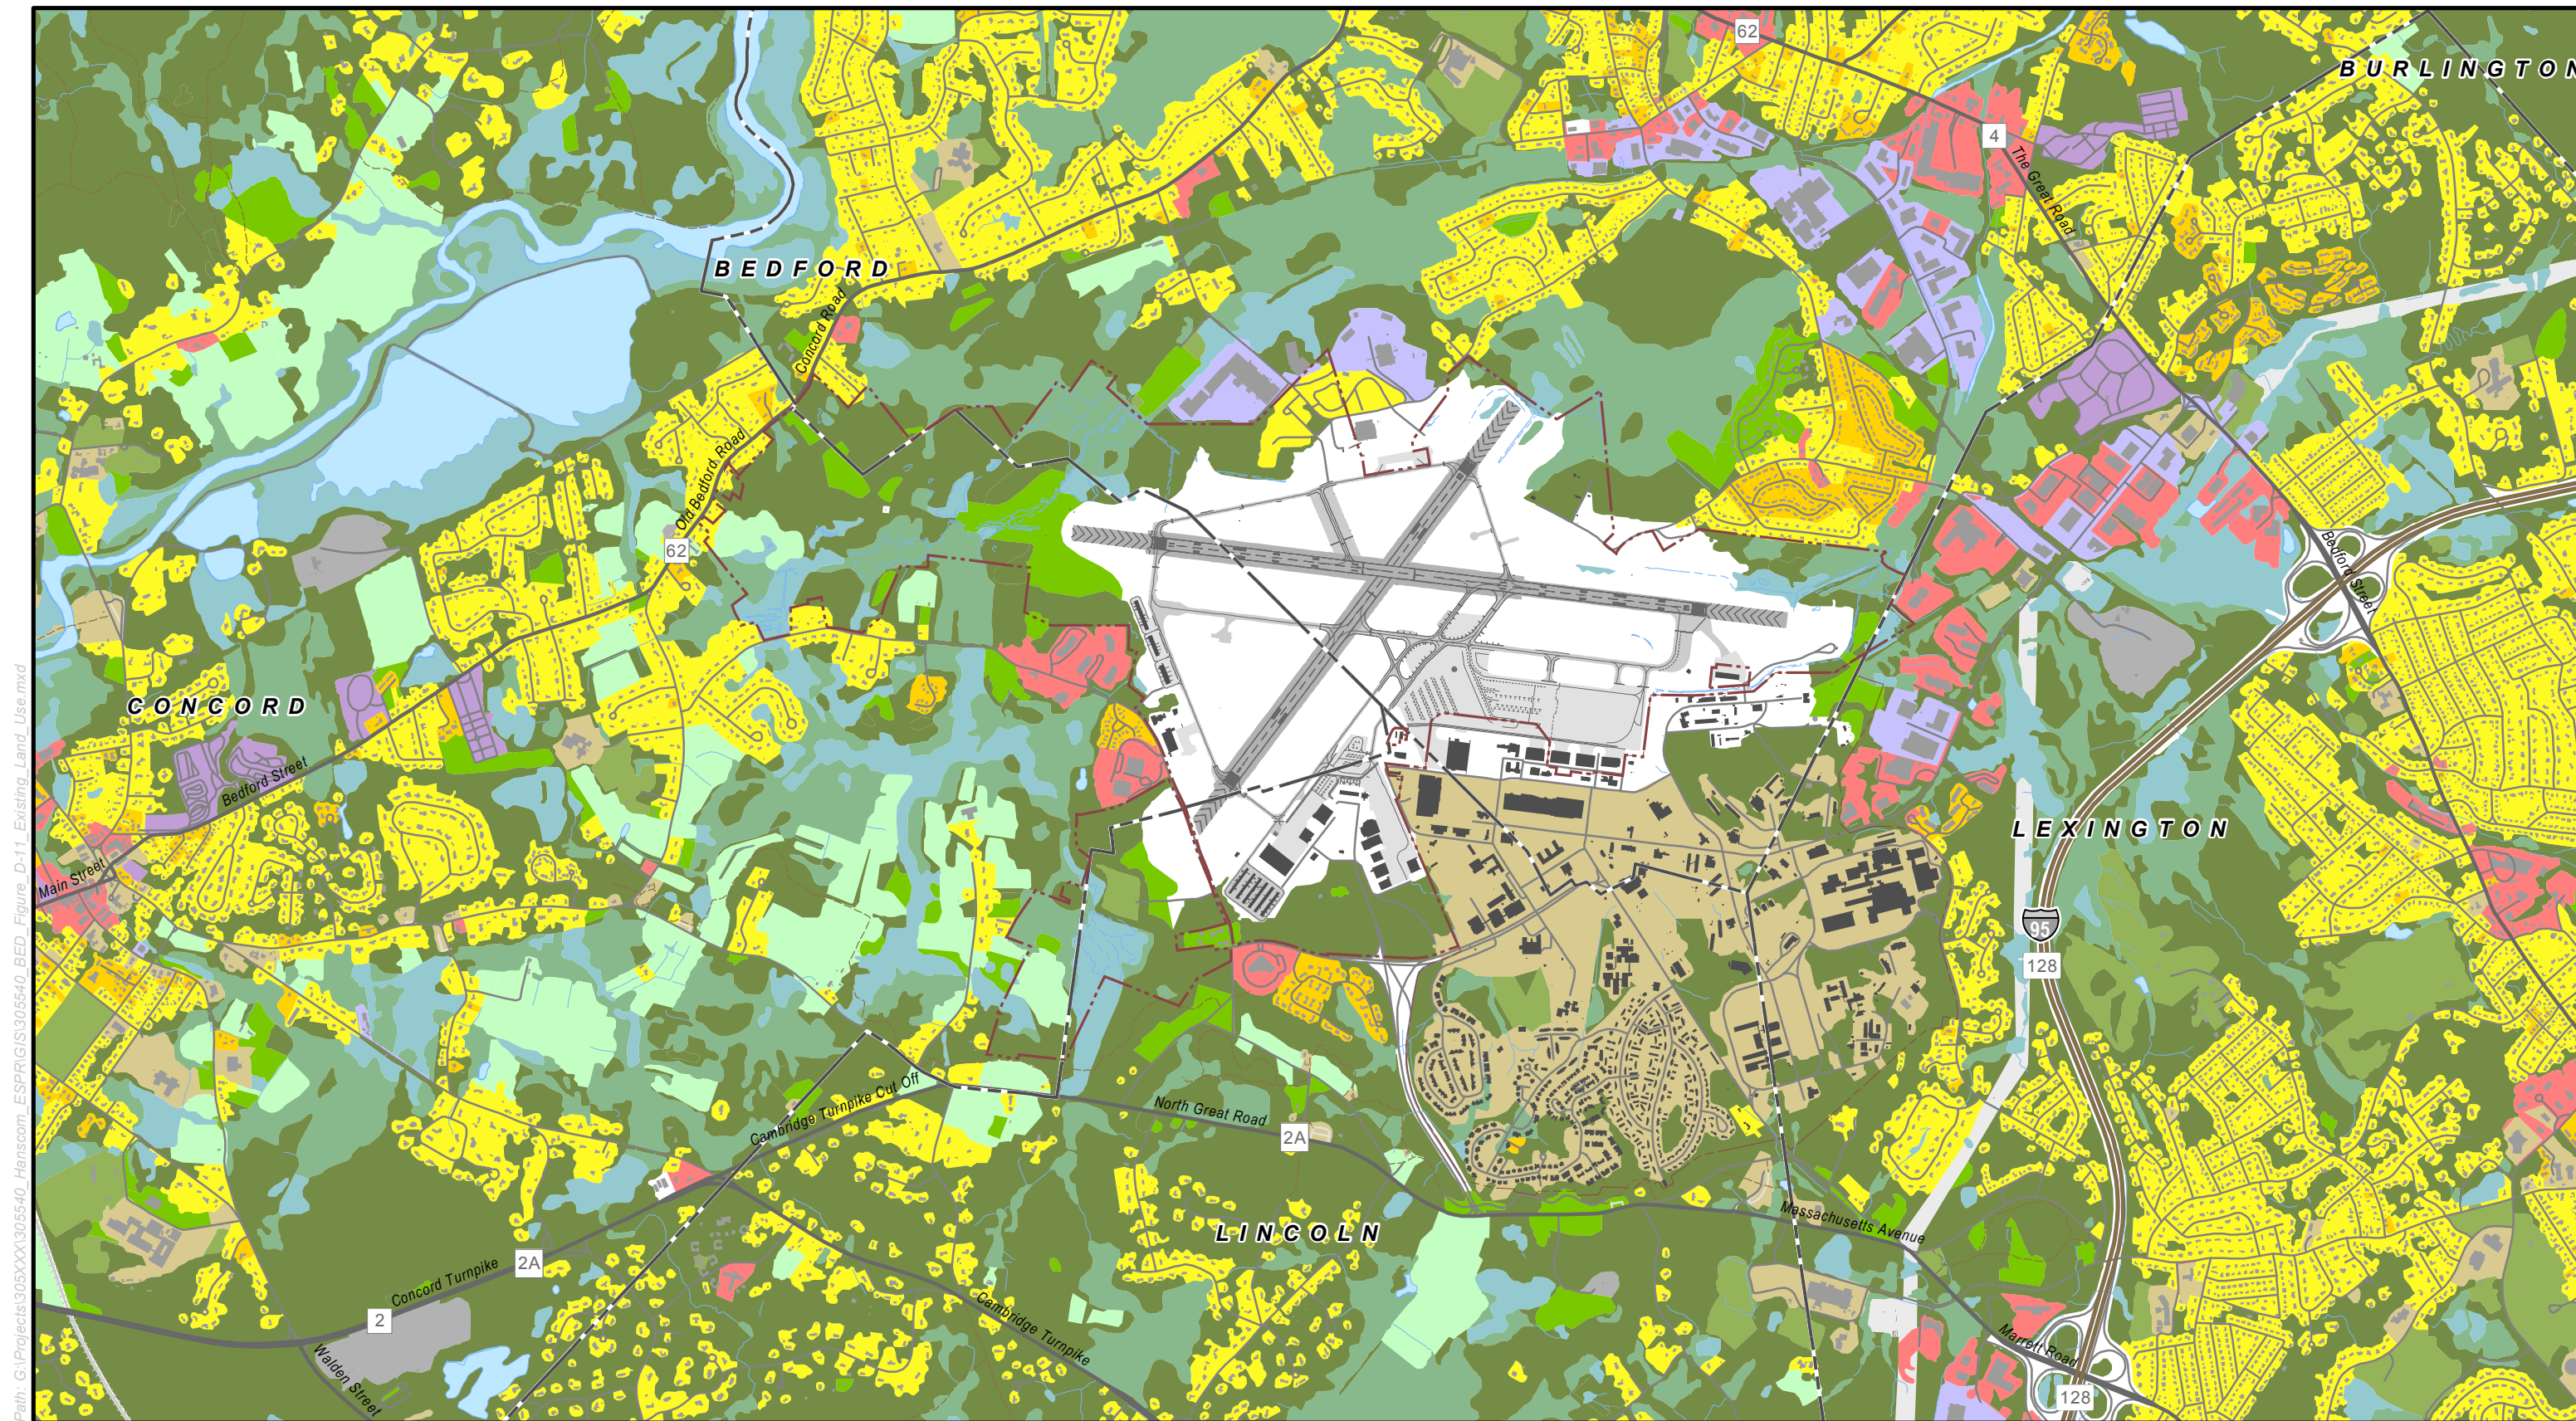 62
BURLINGTON
4
The Great Road
BEDFORD
Concord Road
Old Bedford Road
62
Bedford Street
CONCORD
Bedford Street
LEXINGTON
Main Street
95
128
Cambridge Turnpike Cut Off
North Great Road
2A
Massachusetts Avenue
LINCOLN
2A
Concord Turnpike
2
Cambridge Turnpike
Walden Street
Marrett Road
128
Path: G:\Projects\305XXX\305540_Hanscom_ESPR\GIS\305540_BED_Figure_D-11_Existing_Land_Use.mxd